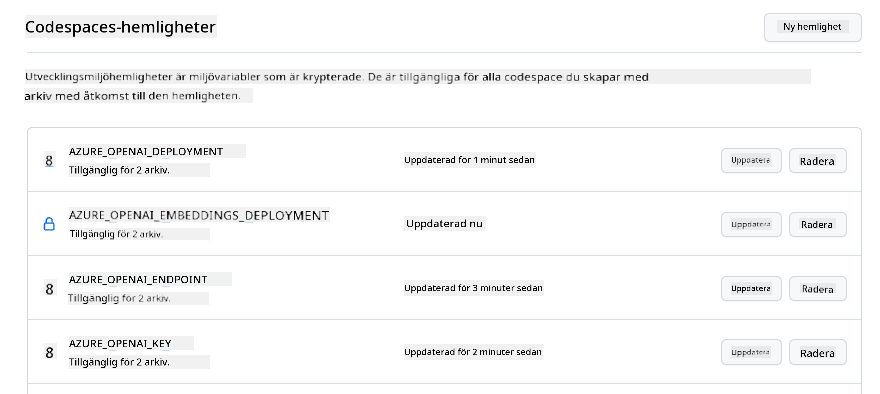 Codespaces-hemligheter
Ny hemlighet
Utvecklingsmiljöhemligheter är miljövariabler som är krypterade. De är tillgängliga för alla codespace du skapar med
arkiv med åtkomst till den hemligheten.
8 AZURE_OPENAI_DEPLOYMENT
Tillgänglig för 2 arkiv.
Uppdaterad for 1 minut sedan
Uppdatera
Radera
AZURE_OPENAI_EMBEDDINGS_DEPLOYMENT
Tillgänglig för 2 arkiv.
Uppdaterad nu
Uppdatera
Radera
8 AZURE_OPENAI_ENDPOINT
Tillgänglig för 2 arkiv.
Uppdaterad för 3 minuter sedan
Uppdatera
Radera
8 AZURE_OPENAI_KEY
Tillgänglig för 2 arkiv.
Uppdaterad för 2 minuter sedan
Uppdatera
Radera